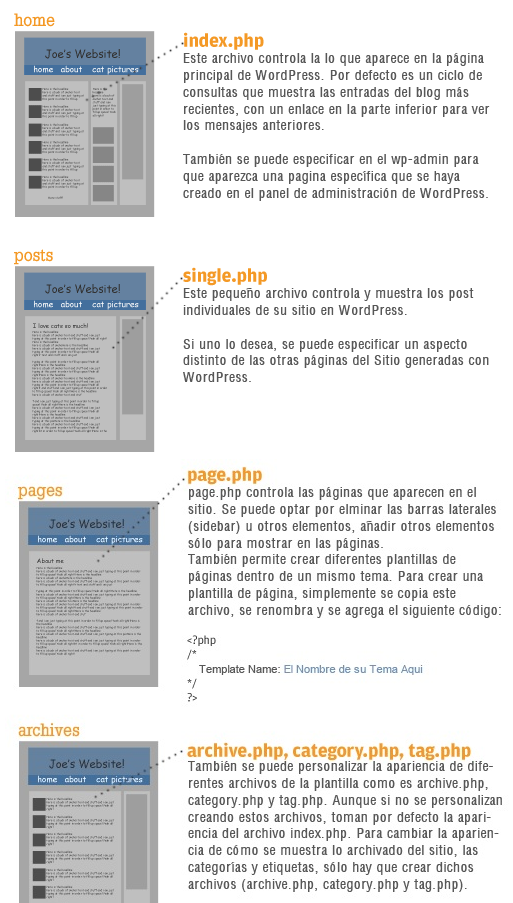 home
Joe's Website!
home about cat pictures
index.php
Este archivo controla la lo que aparece en la página
principal de WordPress. Por defecto es un ciclo de
consultas que muestra las entradas del blog más
recientes, con un enlace en la parte inferior para ver
los mensajes anteriores.
También se puede especificar en el wp-admin para
que aparezca una pagina específica que se haya
creado en el panel de administración de WordPress.
posts
Joe's Website!
home about cat pictures
I love cats so much!
single.php
Este pequeño archivo controla y muestra los post
individuales de su sitio en WordPress.
Si uno lo desea, se puede especificar un aspecto
distinto de las otras páginas del Sitio generadas con
WordPress.
pages
Joe's Website!
home about cat pictures
About me
page.php
page.php controla las páginas que aparecen en el
sitio. Se puede optar por elminar las barras laterales
(sidebar) u otros elementos, añadir otros elementos
sólo para mostrar en las páginas.
También permite crear diferentes plantillas de
páginas dentro de un mismo tema. Para crear una
plantilla de página, simplemente se copia este
archivo, se renombra y se agrega el siguiente código:
<?php
/*
Template Name: El Nombre de su Tema Aqui
*/
?>
archives
Joe's Website!
home about cat pictures
archive.php, category.php, tag.php
También se puede personalizar la apariencia de dife-
rentes archivos de la plantilla como es archive.php,
category.php y tag.php. Aunque si no se personalizan
creando estos archivos, toman por defecto la apari-
encia del archivo index.php. Para cambiar la aparien-
cia de cómo se muestra lo archivado del sitio, las
categorías y etiquetas, sólo hay que crear dichos
archivos (archive.php, category.php y tag.php).